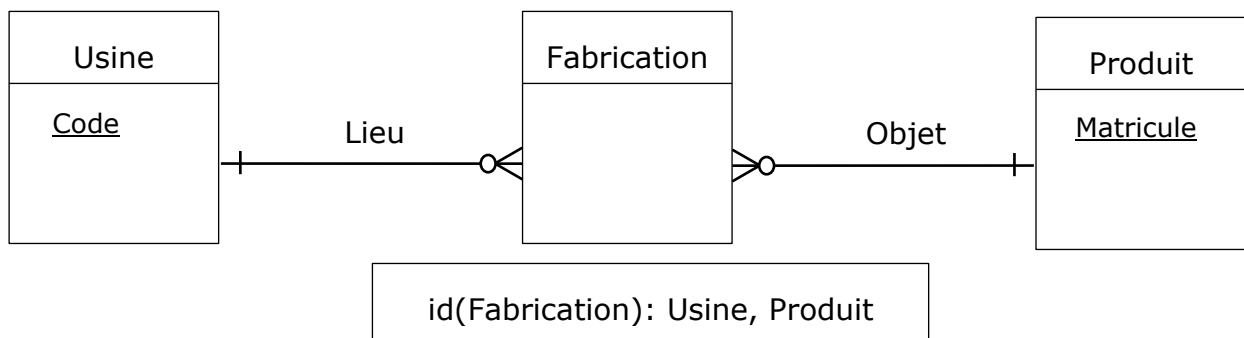 Usine
Fabrication
Produit
Code
Lieu
Objet
Matricule
id(Fabrication): Usine, Produit